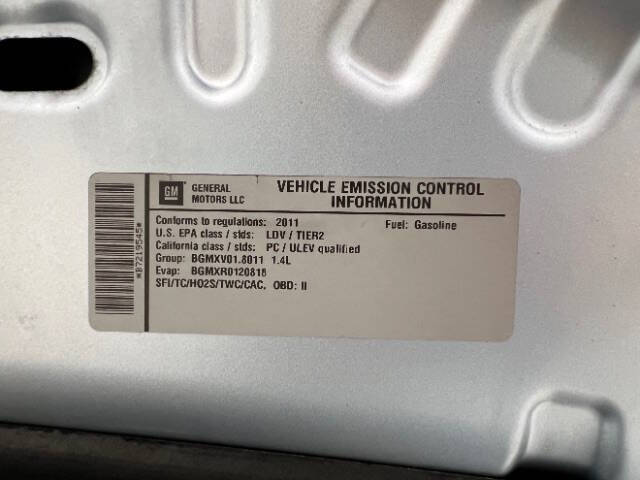 GM
GENERAL MOTORS LLC
VEHICLE EMISSION CONTROL
INFORMATION
Conforms to regulations: 2011 Fuel: Gasoline
U.S. EPA class / stds: LDV / TIER2
California class / stds: PC / ULEV qualified
Group: BGMXV01.8011 1.4L
Evap: BGMXR0120818
SFI/TC/HO2S/TWC/CAC, OBD: II
*B7219545*